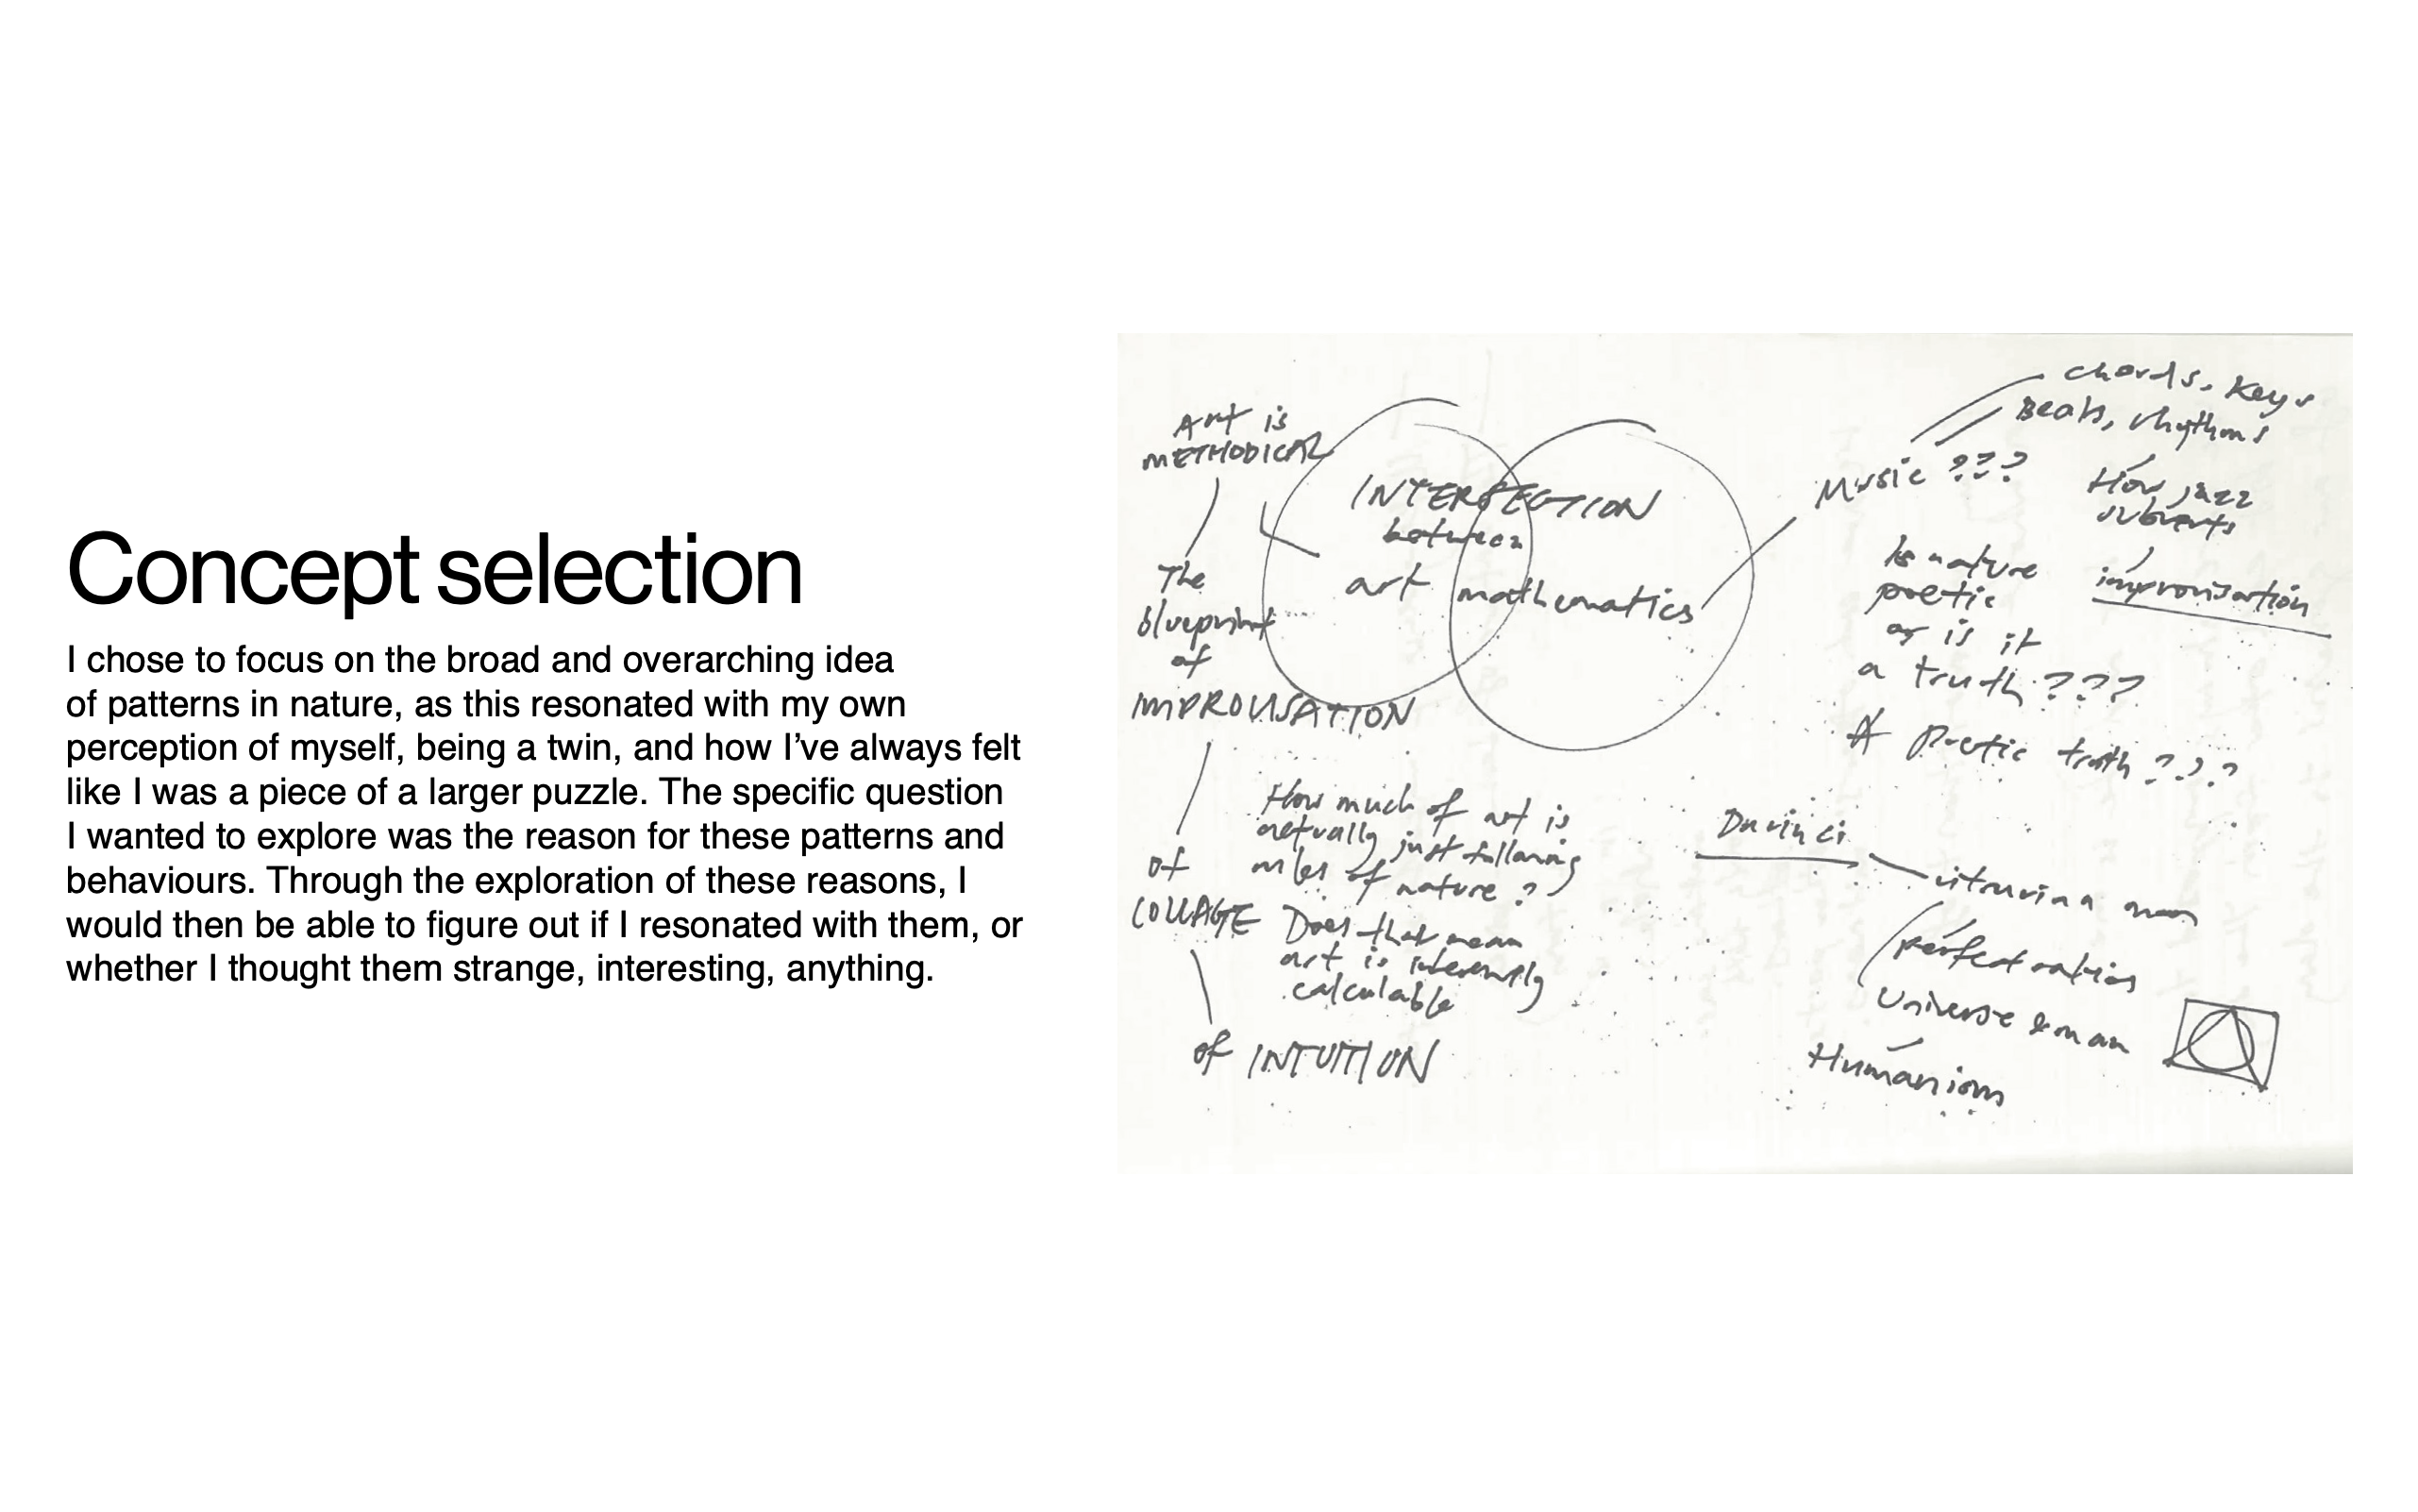 Concept selection
I chose to focus on the broad and overarching idea
of patterns in nature, as this resonated with my own
perception of myself, being a twin, and how I’ve always felt
like I was a piece of a larger puzzle. The specific question
I wanted to explore was the reason for these patterns and
behaviours. Through the exploration of these reasons, I
would then be able to figure out if I resonated with them, or
whether I thought them strange, interesting, anything.
Art is
METHODICAL
The
blueprint
of
IMPROVISATION
of
COLLAGE
of INTUITION
INTERSECTION
between
art mathematics
How much of art is
actually just following
rules of nature?
Does that mean
art is inherently
calculable
Music ???
chords, keys
Beats, rhythms
How jazz
subverts
improvisation
Is nature
poetic
or is it
a truth ???
A Poetic truth ???
Da vinci
vitruvian man
Perfect ratios
Universe & man
Humanism